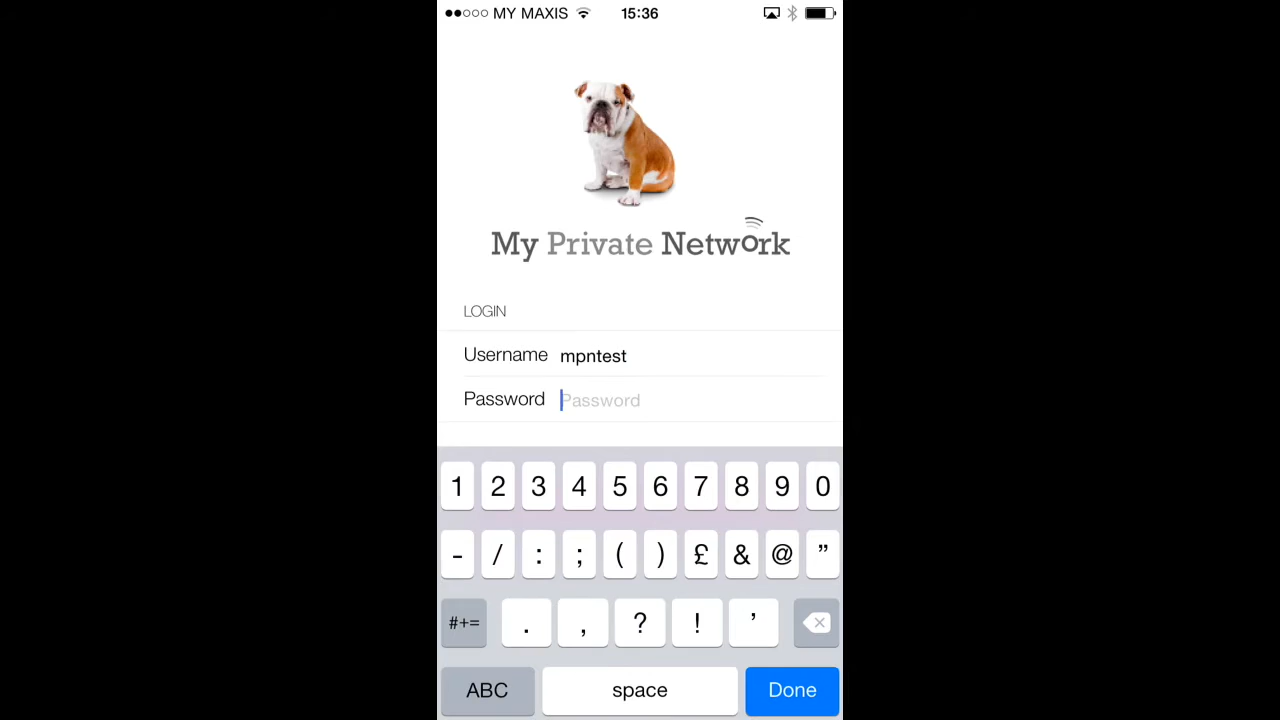 MY MAXIS 15:36
My Private Network
LOGIN
Username mpntest
Password Password
1 2 3 4 5 6 7 8 9 0
- / : ; ( ) £ & @ ”
#+= . , ? ! ’
ABC space Done